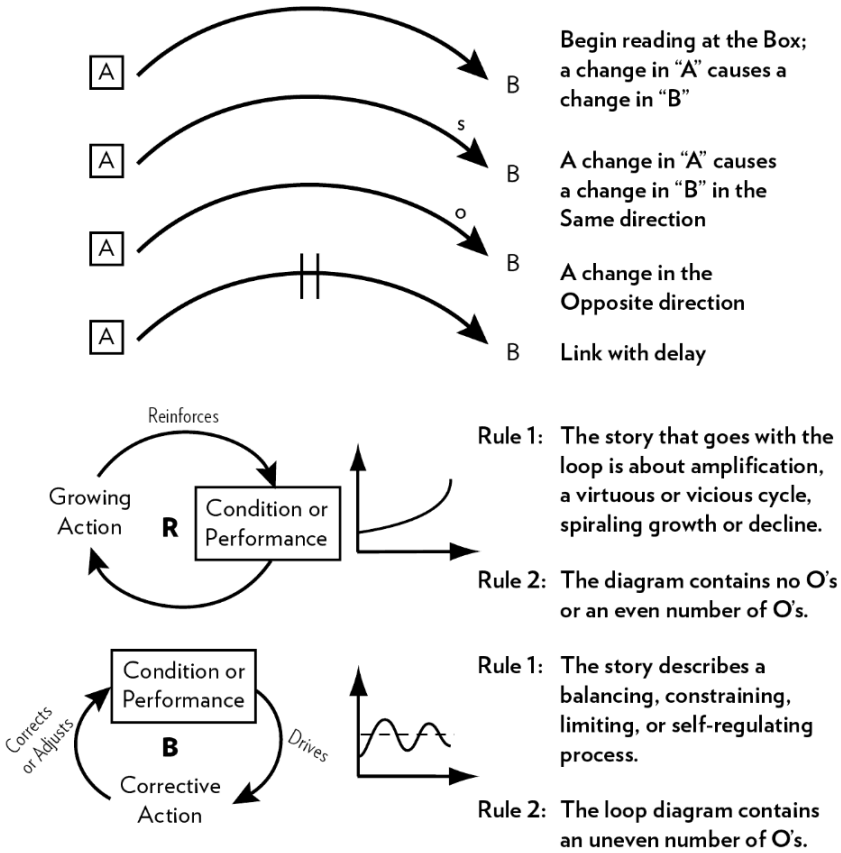 A
B
Begin reading at the Box;
a change in “A” causes a
change in “B”
A
s
B
A change in “A” causes
a change in “B” in the
Same direction
A
o
B
A change in the
Opposite direction
A
B
Link with delay
Reinforces
Growing
Action
R
Condition or
Performance
Rule 1: The story that goes with the
loop is about amplification,
a virtuous or vicious cycle,
spiraling growth or decline.
Rule 2: The diagram contains no O’s
or an even number of O’s.
Condition or
Performance
Corrects
or Adjusts
B
Drives
Corrective
Action
Rule 1: The story describes a
balancing, constraining,
limiting, or self-regulating
process.
Rule 2: The loop diagram contains
an uneven number of O’s.